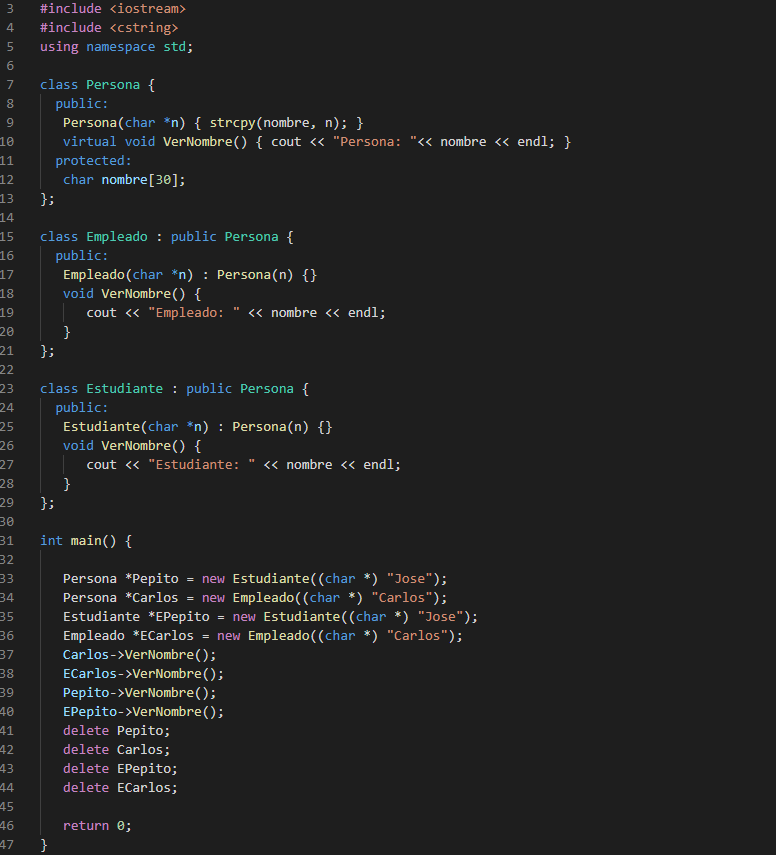 3 #include <iostream>
4 #include <cstring>
5 using namespace std;
6
7 class Persona {
8   public:
9    Persona(char *n) { strcpy(nombre, n); }
10    virtual void VerNombre() { cout << "Persona: "<< nombre << endl; }
11   protected:
12    char nombre[30];
13 };
14
15 class Empleado : public Persona {
16   public:
17    Empleado(char *n) : Persona(n) {}
18    void VerNombre() {
19       cout << "Empleado: " << nombre << endl;
20    }
21 };
22
23 class Estudiante : public Persona {
24   public:
25    Estudiante(char *n) : Persona(n) {}
26    void VerNombre() {
27       cout << "Estudiante: " << nombre << endl;
28    }
29 };
30
31 int main() {
32
33    Persona *Pepito = new Estudiante((char *) "Jose");
34    Persona *Carlos = new Empleado((char *) "Carlos");
35    Estudiante *EPepito = new Estudiante((char *) "Jose");
36    Empleado *ECarlos = new Empleado((char *) "Carlos");
37    Carlos->VerNombre();
38    ECarlos->VerNombre();
39    Pepito->VerNombre();
40    EPepito->VerNombre();
41    delete Pepito;
42    delete Carlos;
43    delete EPepito;
44    delete ECarlos;
45
46    return 0;
47 }